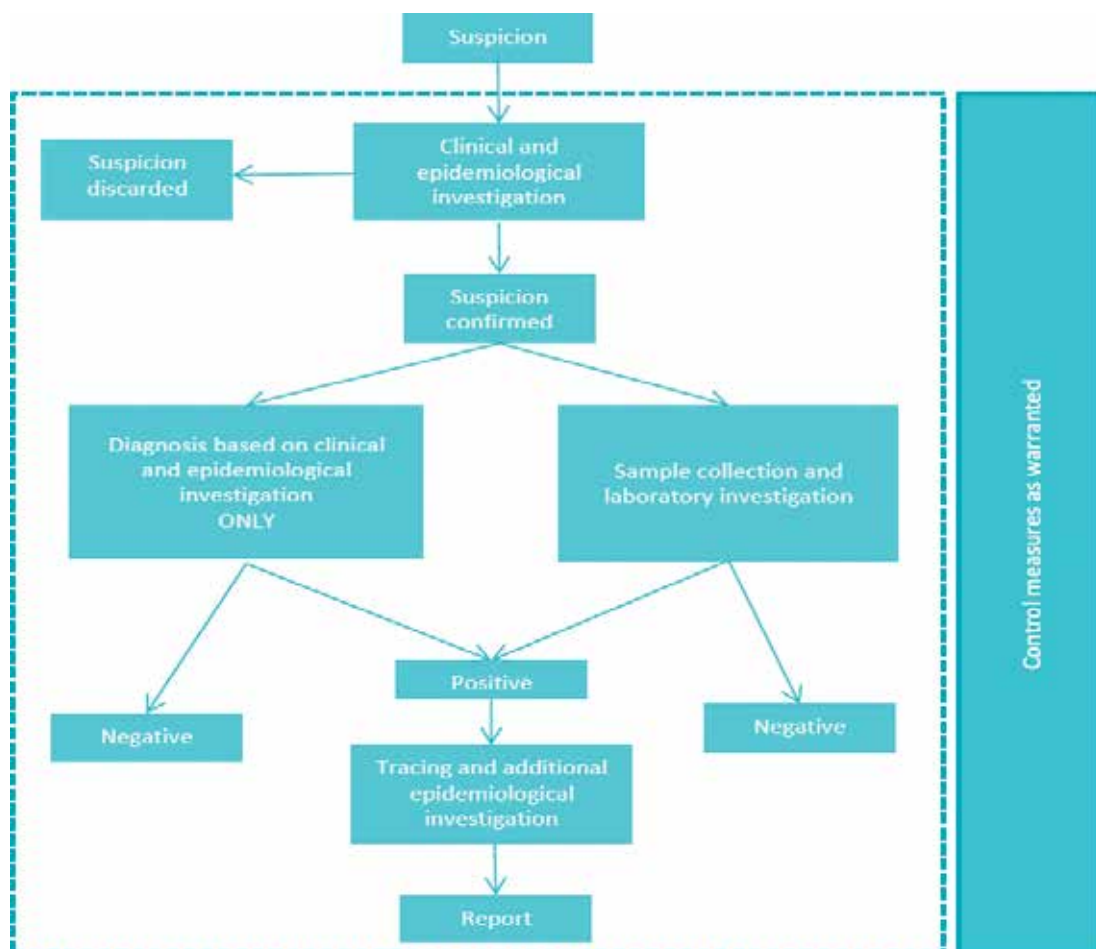 Suspicion
Clinical and
epidemiological
investigation
Suspicion
discarded
Suspicion
confirmed
Diagnosis based on clinical
and epidemiological
investigation
ONLY
Sample collection and
laboratory investigation
Positive
Negative
Negative
Tracing and additional
epidemiological
investigation
Report
Control measures as warranted